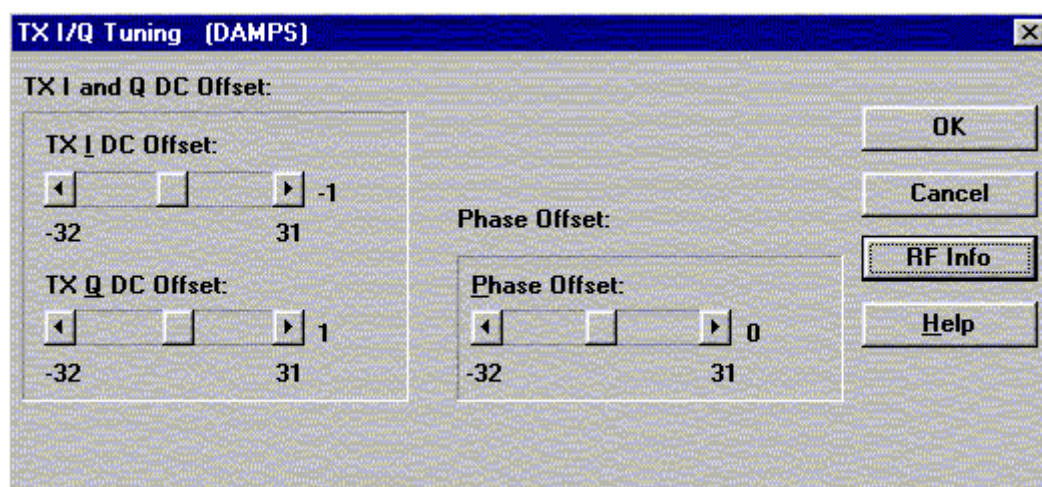 TX I/Q Tuning (DAMPS)
TX I and Q DC Offset:
TX I DC Offset:
-1
-32 31
TX Q DC Offset:
1
-32 31
Phase Offset:
Phase Offset:
0
-32 31
OK
Cancel
RF Info
Help